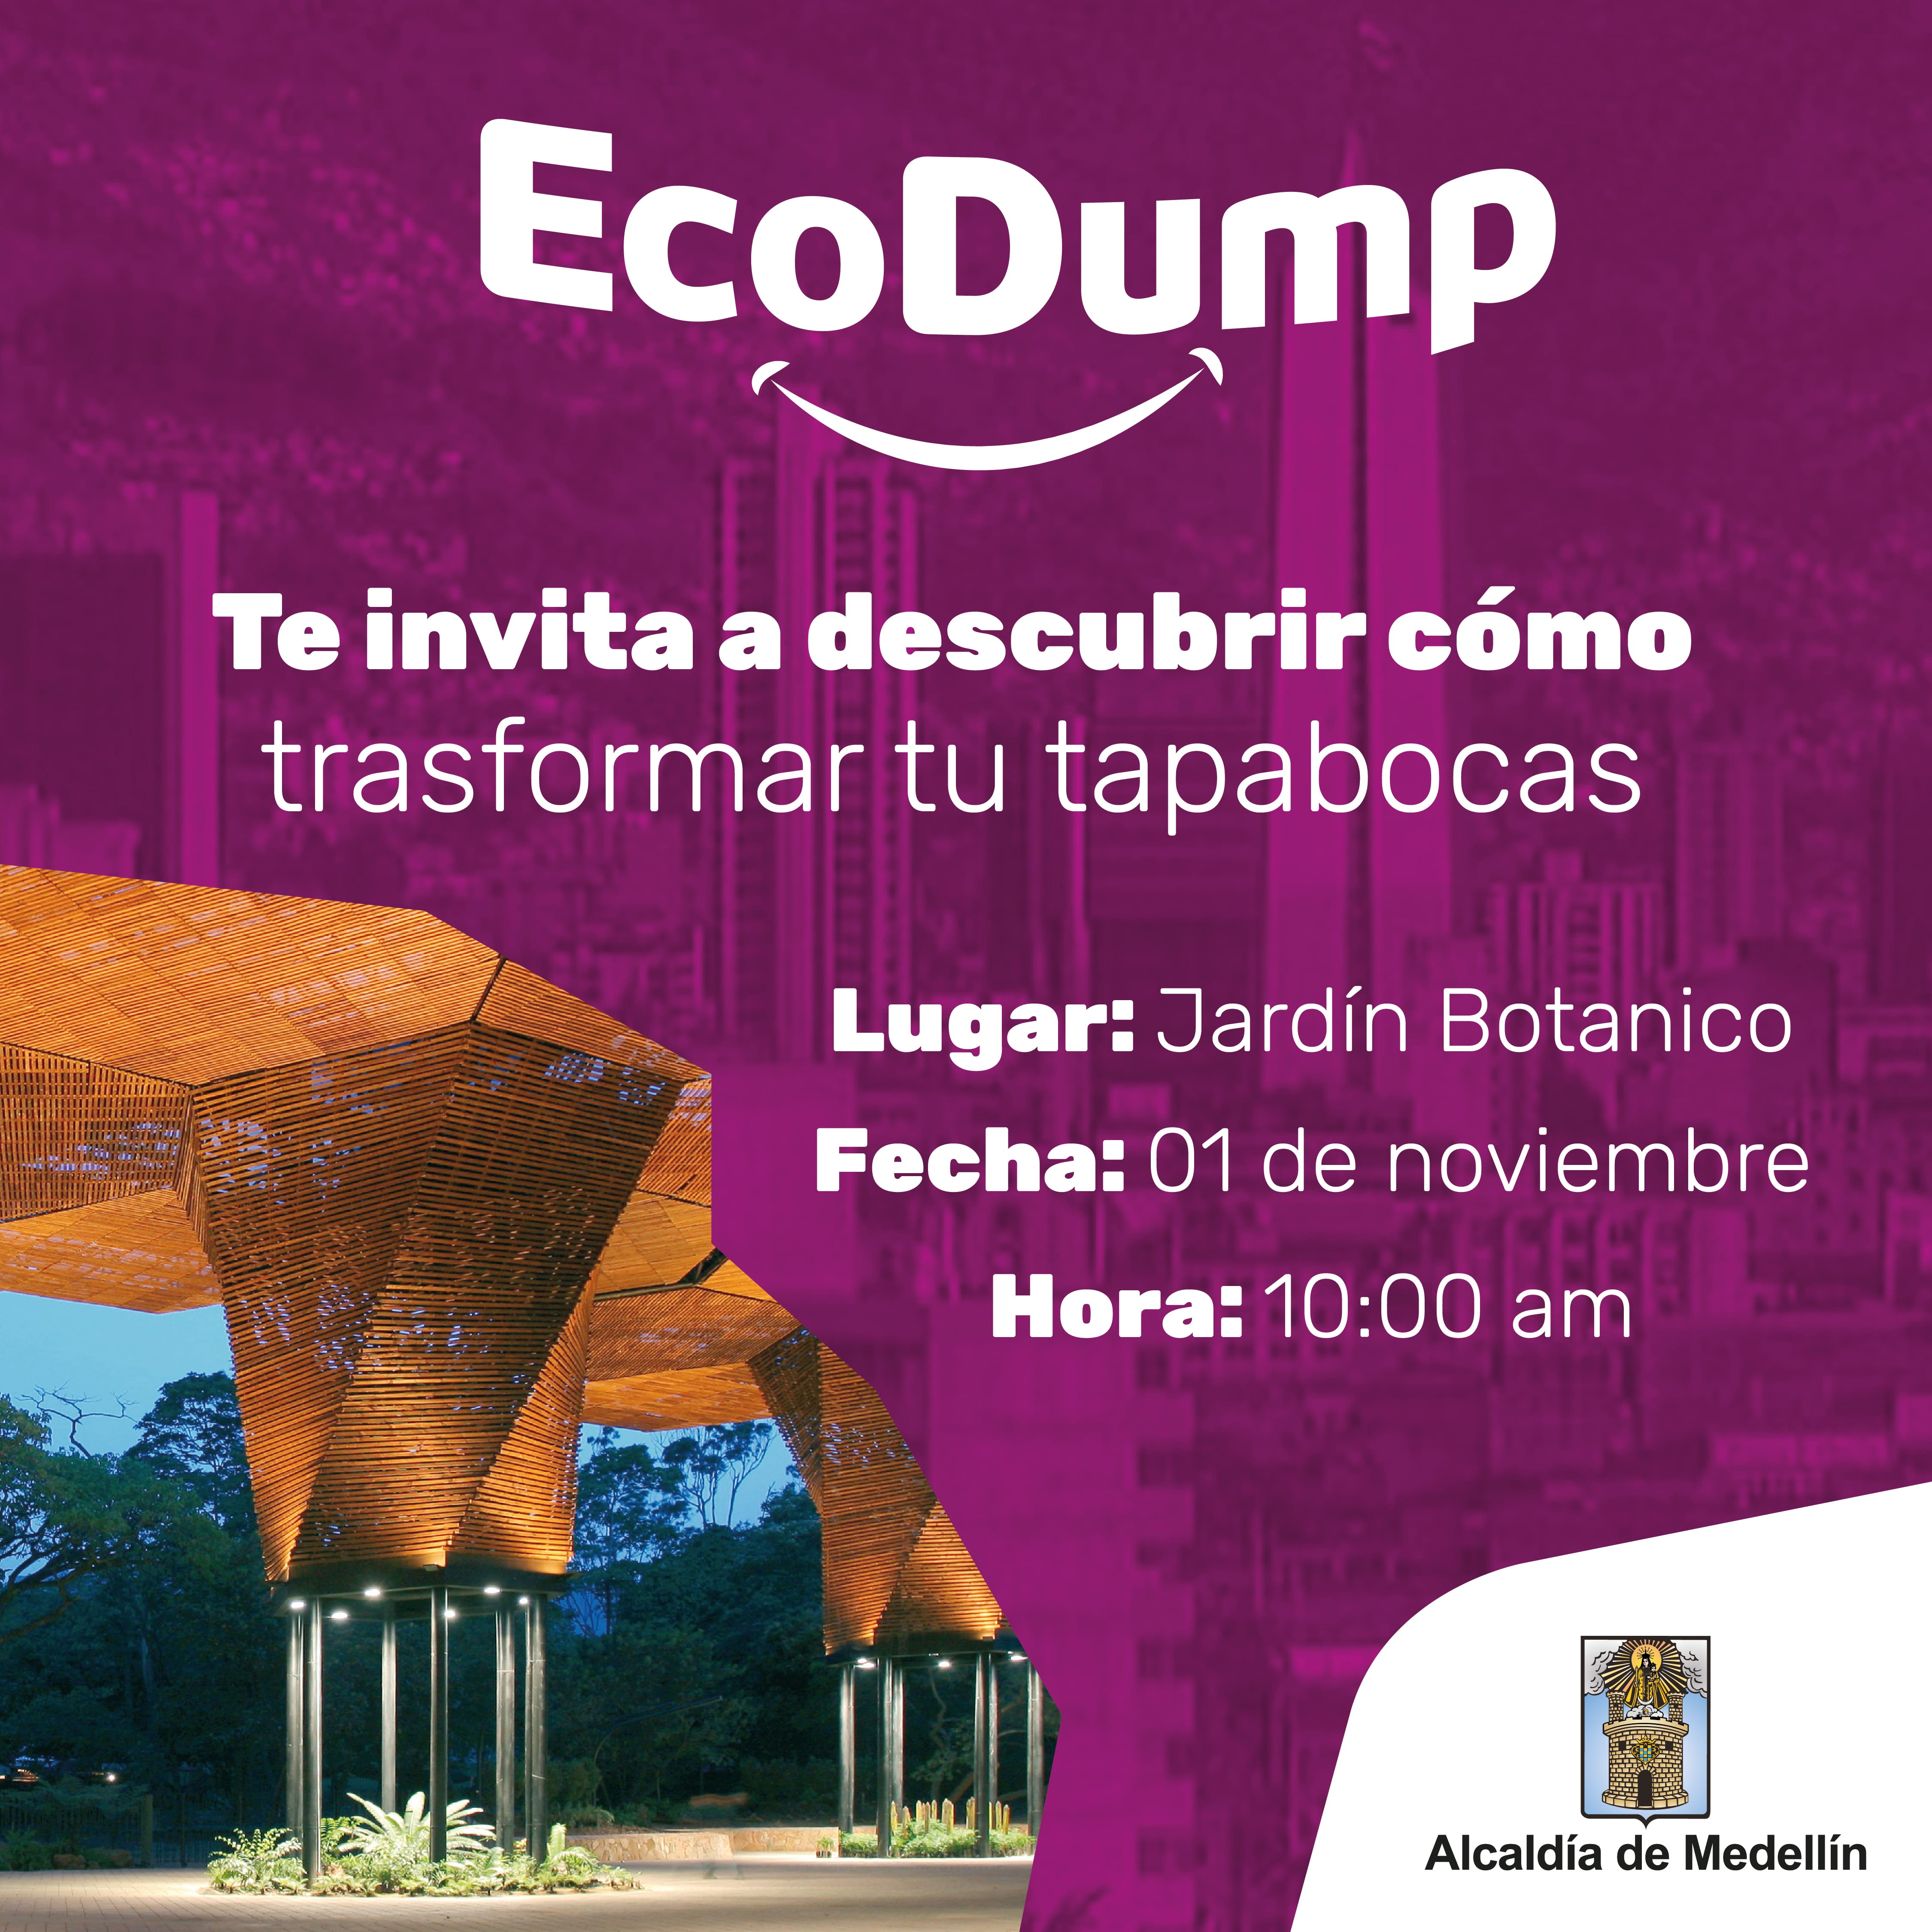 EcoDump
Te invita a descubrir cómo
trasformar tu tapabocas
Lugar: Jardín Botanico
Fecha: 01 de noviembre
Hora: 10:00 am
Alcaldía de Medellín